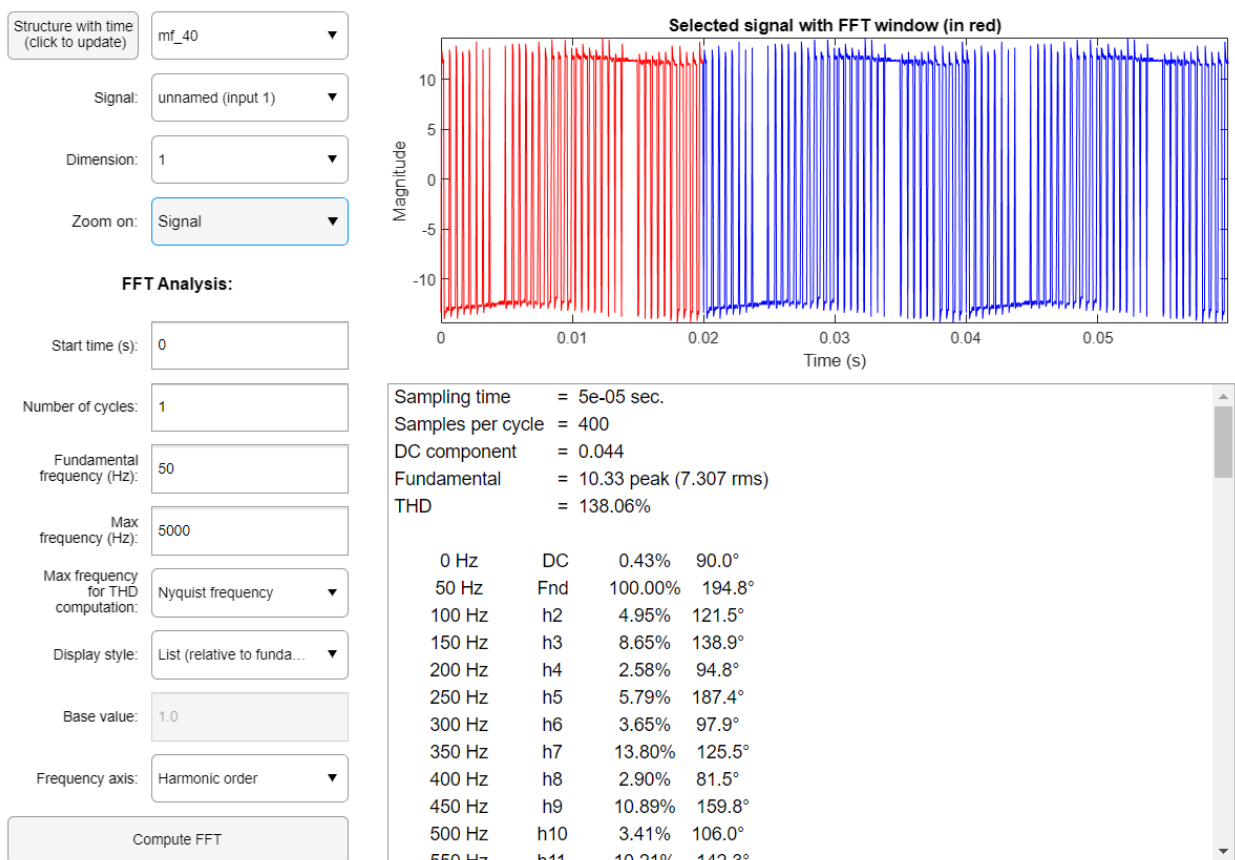 Structure with time
(click to update)
mf_40
Signal:
unnamed (input 1)
Dimension:
1
Zoom on:
Signal
FFT Analysis:
Start time (s):
0
Number of cycles:
1
Fundamental
frequency (Hz):
50
Max
frequency (Hz):
5000
Max frequency
for THD
computation:
Nyquist frequency
Display style:
List (relative to funda...
Base value:
1.0
Frequency axis:
Harmonic order
Compute FFT
Selected signal with FFT window (in red)
Magnitude
10
5
0
-5
-10
0 0.01 0.02 0.03 0.04 0.05
Time (s)
Sampling time = 5e-05 sec.
Samples per cycle = 400
DC component = 0.044
Fundamental = 10.33 peak (7.307 rms)
THD = 138.06%
0 Hz DC 0.43% 90.0°
50 Hz Fnd 100.00% 194.8°
100 Hz h2 4.95% 121.5°
150 Hz h3 8.65% 138.9°
200 Hz h4 2.58% 94.8°
250 Hz h5 5.79% 187.4°
300 Hz h6 3.65% 97.9°
350 Hz h7 13.80% 125.5°
400 Hz h8 2.90% 81.5°
450 Hz h9 10.89% 159.8°
500 Hz h10 3.41% 106.0°
550 Hz h11 10.21% 142.3°